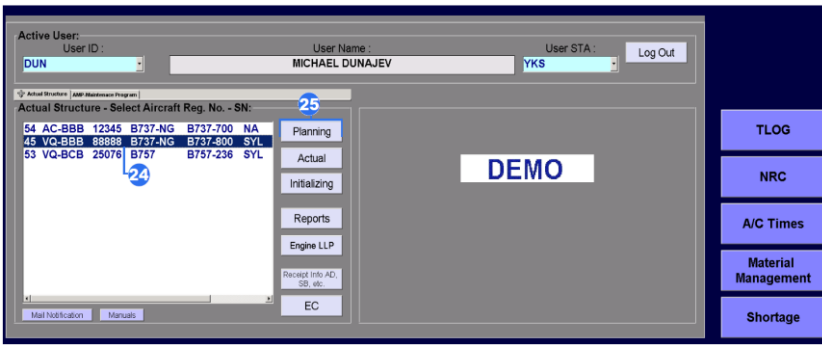 Active User:
User ID :
User Name :
User STA :
DUN
MICHAEL DUNAJEV
YKS
Log Out
Actual Structure
AMP Maintenance Program
Actual Structure - Select Aircraft Reg. No. - SN:
25
54 AC-BBB 12345 B737-NG B737-700 NA
45 VQ-BBB 88888 B737-NG B737-800 SYL
53 VQ-BCB 25076 B757 B757-236 SYL
24
Planning
Actual
Initializing
Reports
Engine LLP
Receipt Info AD,
SB, etc.
EC
Mail Notification
Manuals
DEMO
TLOG
NRC
A/C Times
Material
Management
Shortage